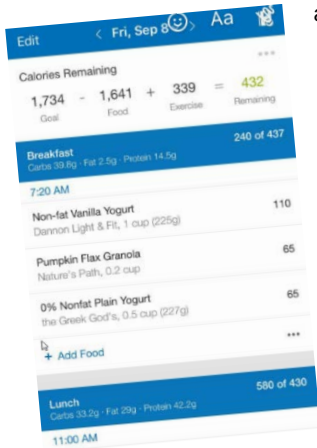 a
Edit < Fri, Sep 8 > Aa
Calories Remaining ...
1,734 - 1,641 + 339 = 432
Goal Food Exercise Remaining
Breakfast 240 of 437
Carbs 39.8g · Fat 2.5g · Protein 14.5g
7:20 AM
Non-fat Vanilla Yogurt 110
Dannon Light & Fit, 1 cup (225g)
Pumpkin Flax Granola 65
Nature's Path, 0.2 cup
0% Nonfat Plain Yogurt 65
the Greek God's, 0.5 cup (227g)
+ Add Food ...
Lunch 580 of 430
Carbs 33.2g · Fat 29g · Protein 42.2g
11:00 AM